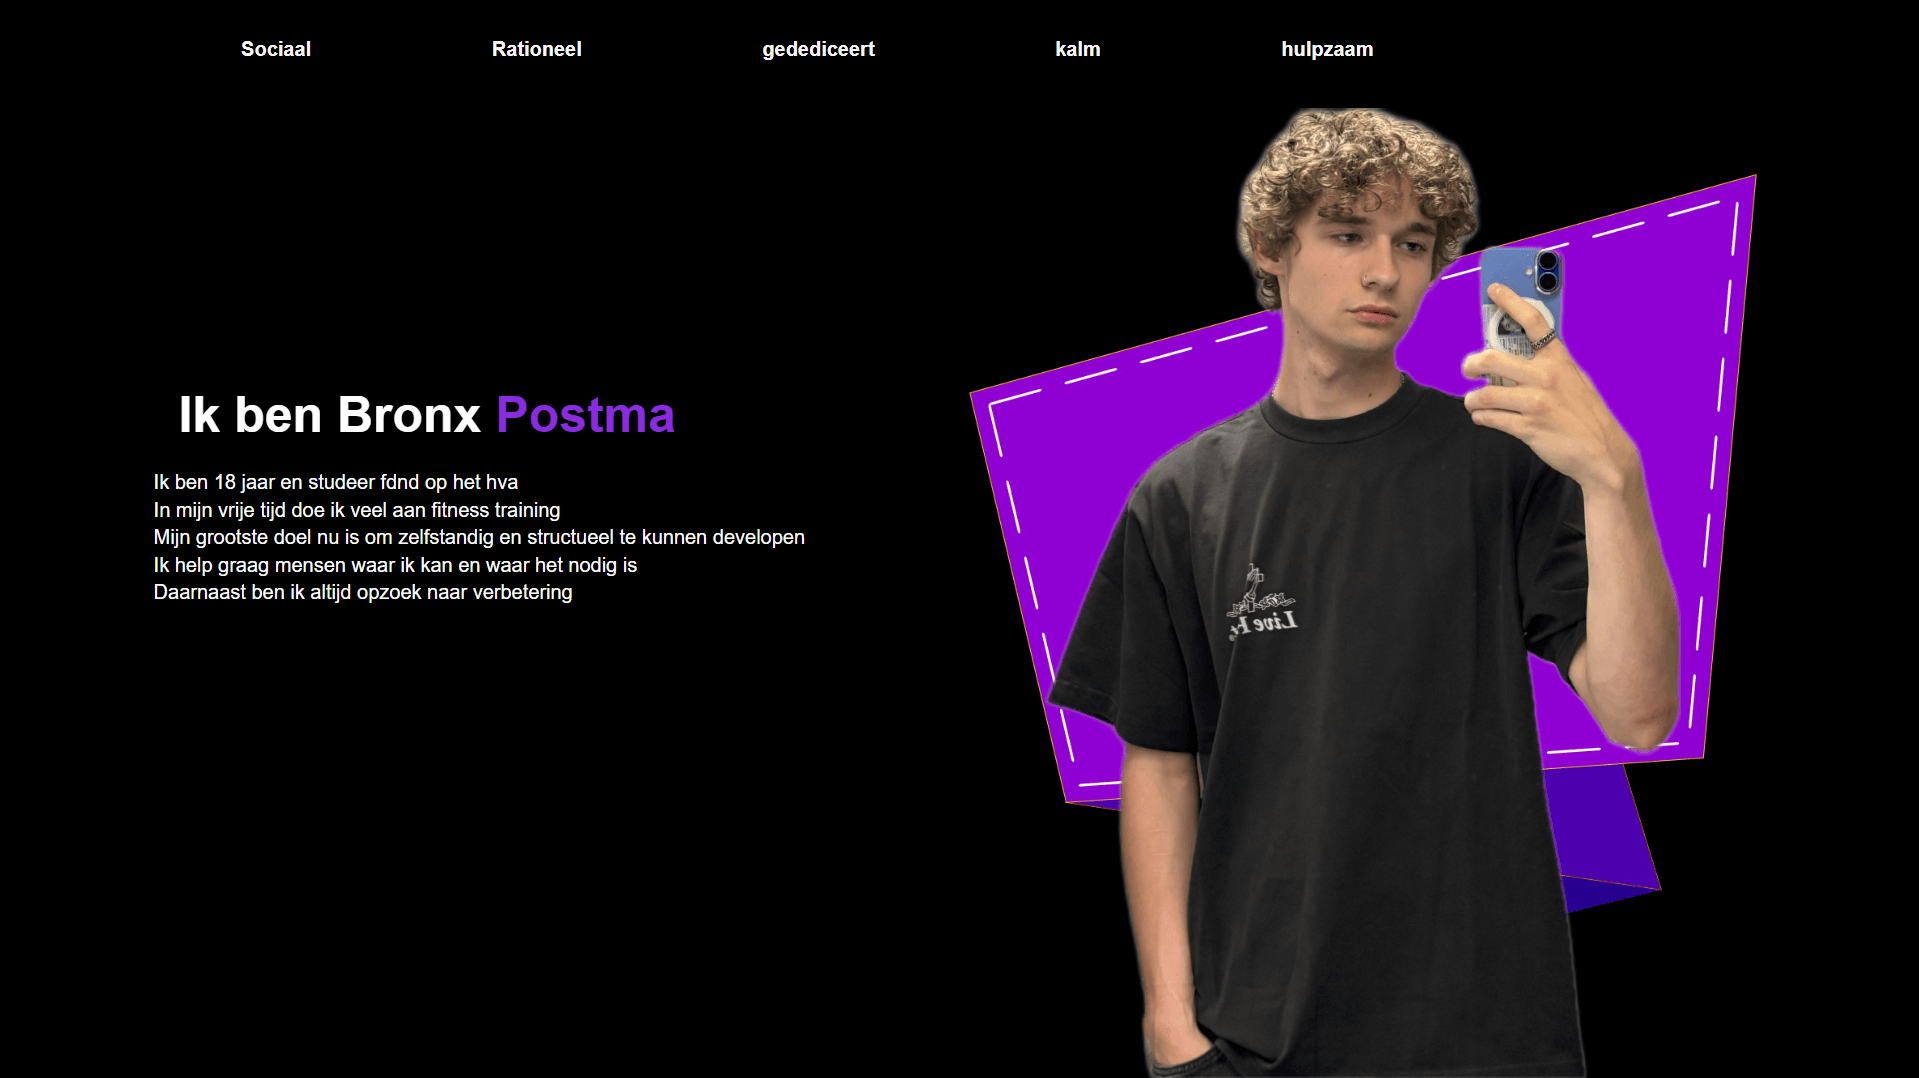 Sociaal
Rationeel
gedediceert
kalm
hulpzaam
Ik ben Bronx Postma
Ik ben 18 jaar en studeer fdnd op het hva
In mijn vrije tijd doe ik veel aan fitness training
Mijn grootste doel nu is om zelfstandig en structueel te kunnen developen
Ik help graag mensen waar ik kan en waar het nodig is
Daarnaast ben ik altijd opzoek naar verbetering
Live